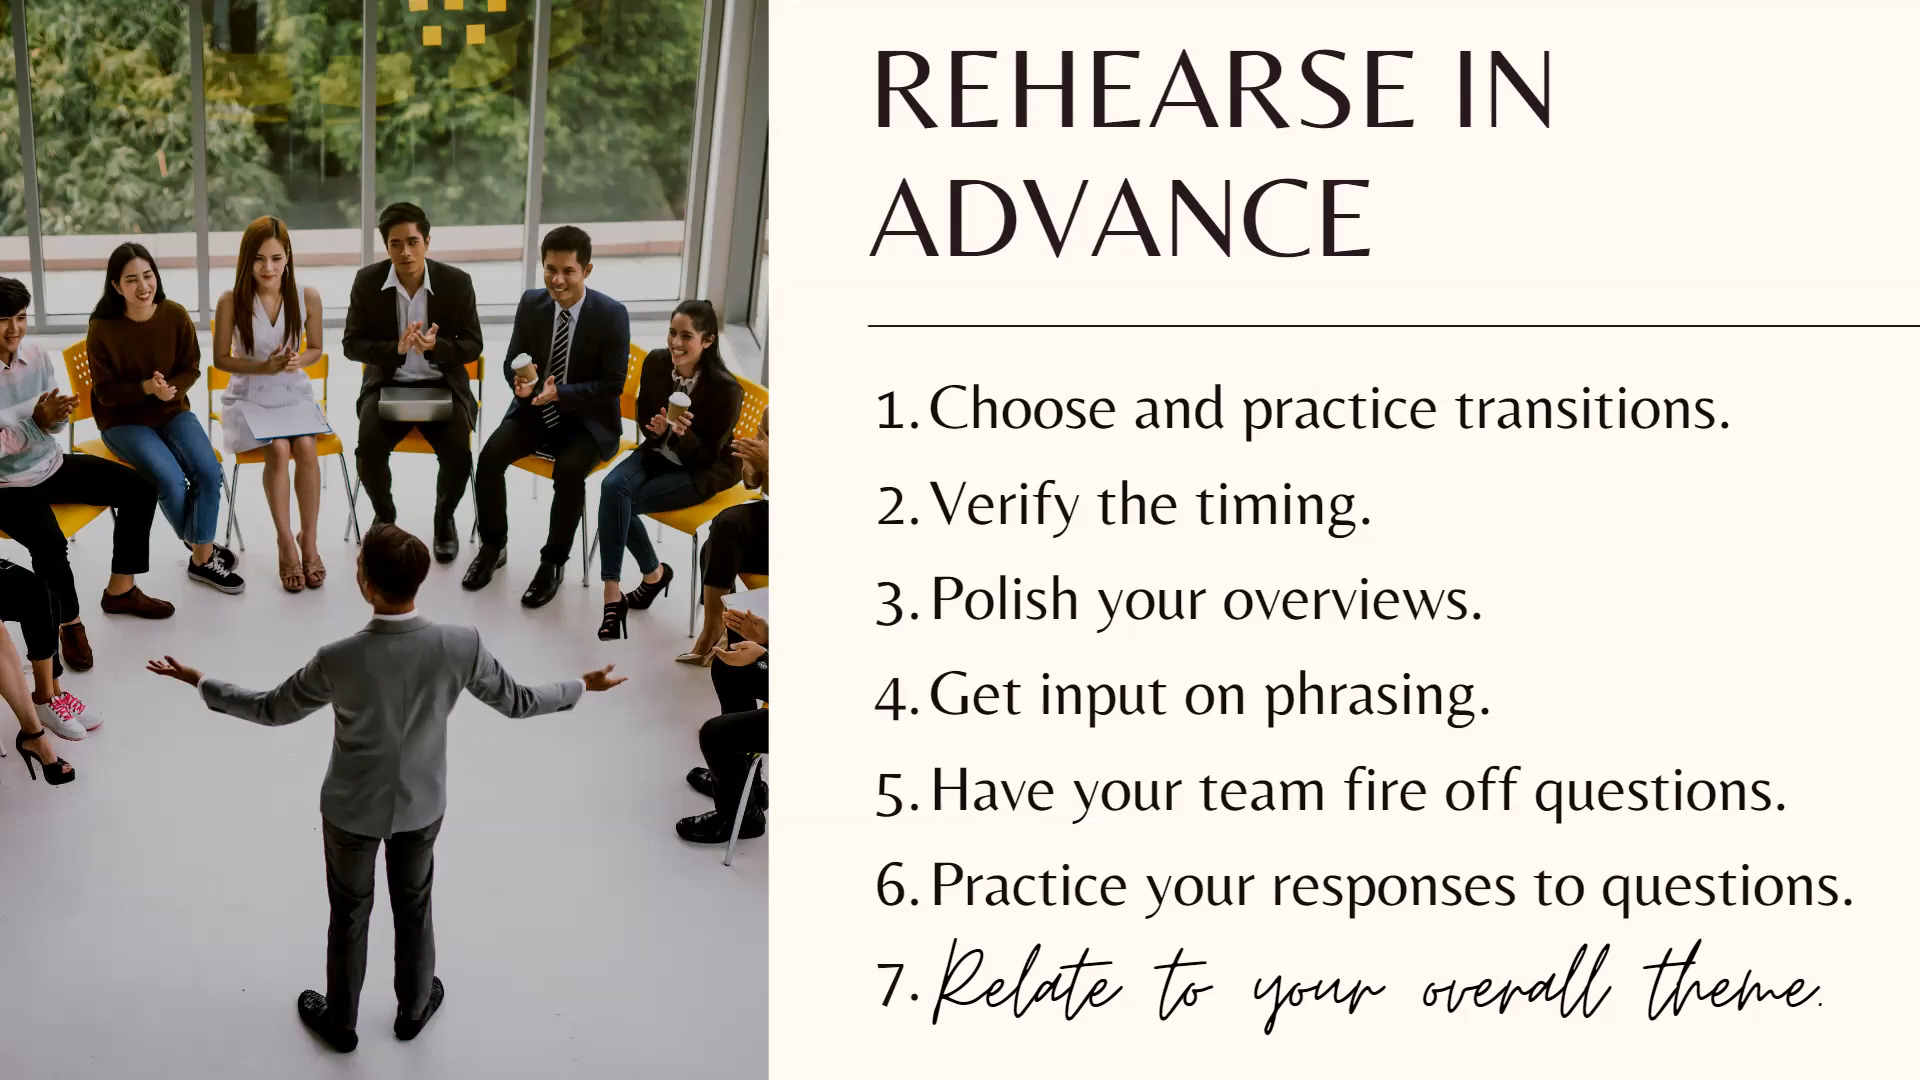 REHEARSE IN
ADVANCE
1. Choose and practice transitions.
2. Verify the timing.
3. Polish your overviews.
4. Get input on phrasing.
5. Have your team fire off questions.
6. Practice your responses to questions.
7. Relate to your overall theme.